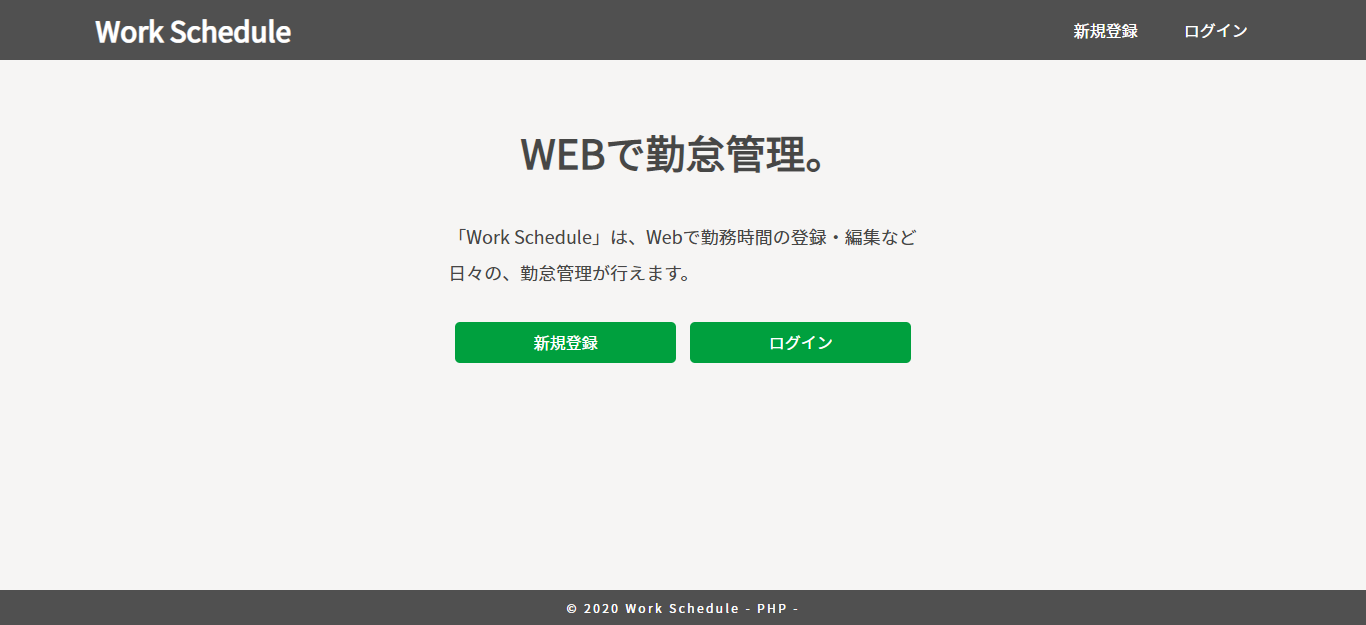 Work Schedule
新規登録 ログイン
WEBで勤怠管理。
「Work Schedule」は、Webで勤務時間の登録・編集など
日々の、勤怠管理が行えます。
新規登録 ログイン
© 2020 Work Schedule - PHP -